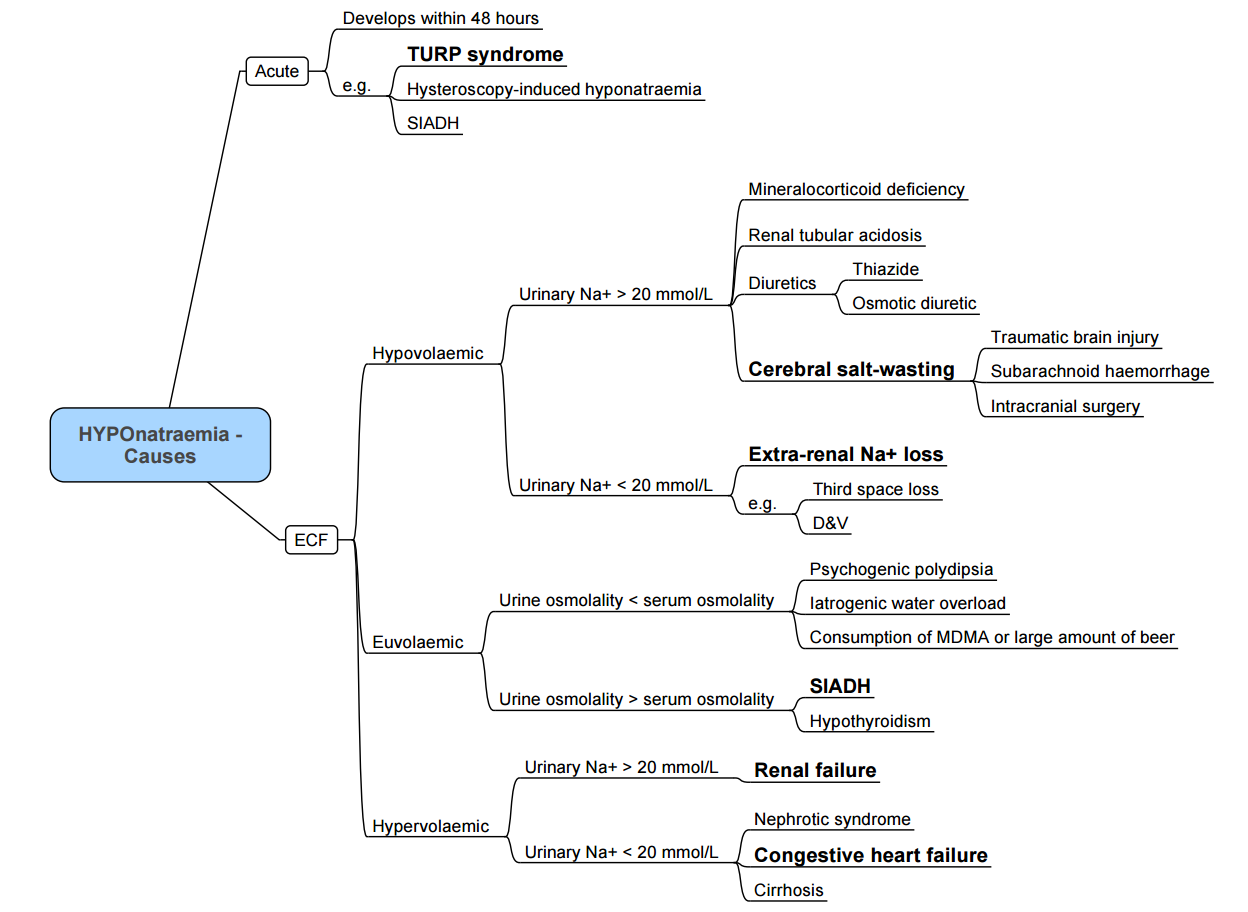 Develops within 48 hours
TURP syndrome
Acute
e.g.
Hysteroscopy-induced hyponatraemia
SIADH
Mineralocorticoid deficiency
Renal tubular acidosis
Thiazide
Diuretics
Urinary Na+ > 20 mmol/L
Osmotic diuretic
Traumatic brain injury
Hypovolaemic
Cerebral salt-wasting
Subarachnoid haemorrhage
Intracranial surgery
HYPOnatraemia -
Causes
Extra-renal Na+ loss
Urinary Na+ < 20 mmol/L
Third space loss
e.g.
D&V
ECF
Psychogenic polydipsia
Urine osmolality < serum osmolality
Iatrogenic water overload
Consumption of MDMA or large amount of beer
Euvolaemic
SIADH
Urine osmolality > serum osmolality
Hypothyroidism
Urinary Na+ > 20 mmol/L
Renal failure
Hypervolaemic
Nephrotic syndrome
Urinary Na+ < 20 mmol/L
Congestive heart failure
Cirrhosis